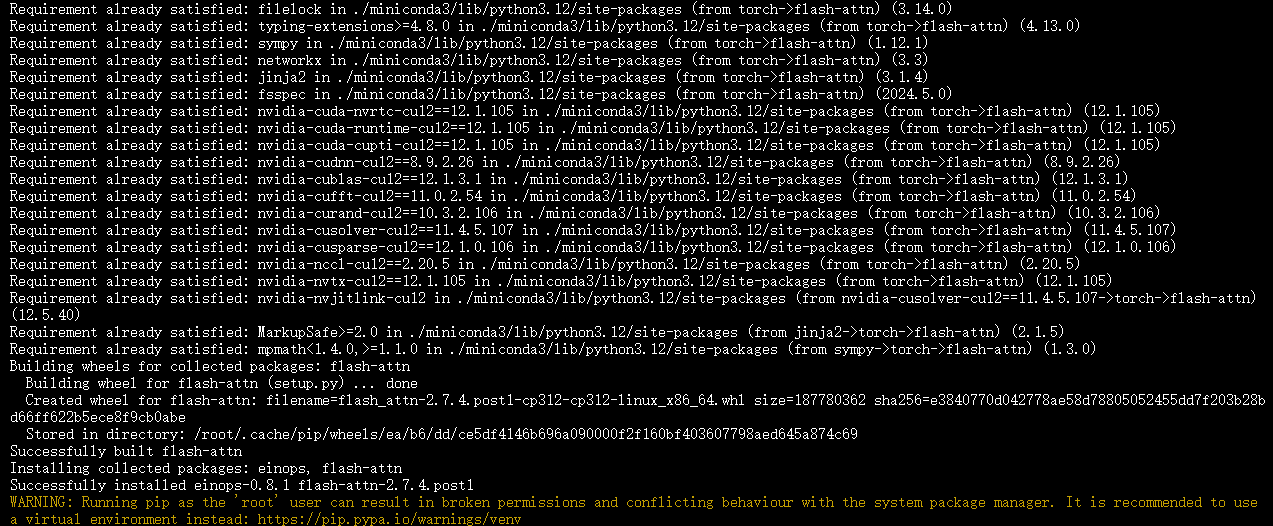 Requirement already satisfied: filelock in ./miniconda3/lib/python3.12/site-packages (from torch->flash-attn) (3.14.0)
Requirement already satisfied: typing-extensions>=4.8.0 in ./miniconda3/lib/python3.12/site-packages (from torch->flash-attn) (4.13.0)
Requirement already satisfied: sympy in ./miniconda3/lib/python3.12/site-packages (from torch->flash-attn) (1.12.1)
Requirement already satisfied: networkx in ./miniconda3/lib/python3.12/site-packages (from torch->flash-attn) (3.3)
Requirement already satisfied: jinja2 in ./miniconda3/lib/python3.12/site-packages (from torch->flash-attn) (3.1.4)
Requirement already satisfied: fsspec in ./miniconda3/lib/python3.12/site-packages (from torch->flash-attn) (2024.5.0)
Requirement already satisfied: nvidia-cuda-nvrtc-cu12==12.1.105 in ./miniconda3/lib/python3.12/site-packages (from torch->flash-attn) (12.1.105)
Requirement already satisfied: nvidia-cuda-runtime-cu12==12.1.105 in ./miniconda3/lib/python3.12/site-packages (from torch->flash-attn) (12.1.105)
Requirement already satisfied: nvidia-cuda-cupti-cu12==12.1.105 in ./miniconda3/lib/python3.12/site-packages (from torch->flash-attn) (12.1.105)
Requirement already satisfied: nvidia-cudnn-cu12==8.9.2.26 in ./miniconda3/lib/python3.12/site-packages (from torch->flash-attn) (8.9.2.26)
Requirement already satisfied: nvidia-cublas-cu12==12.1.3.1 in ./miniconda3/lib/python3.12/site-packages (from torch->flash-attn) (12.1.3.1)
Requirement already satisfied: nvidia-cufft-cu12==11.0.2.54 in ./miniconda3/lib/python3.12/site-packages (from torch->flash-attn) (11.0.2.54)
Requirement already satisfied: nvidia-curand-cu12==10.3.2.106 in ./miniconda3/lib/python3.12/site-packages (from torch->flash-attn) (10.3.2.106)
Requirement already satisfied: nvidia-cusolver-cu12==11.4.5.107 in ./miniconda3/lib/python3.12/site-packages (from torch->flash-attn) (11.4.5.107)
Requirement already satisfied: nvidia-cusparse-cu12==12.1.0.106 in ./miniconda3/lib/python3.12/site-packages (from torch->flash-attn) (12.1.0.106)
Requirement already satisfied: nvidia-nccl-cu12==2.20.5 in ./miniconda3/lib/python3.12/site-packages (from torch->flash-attn) (2.20.5)
Requirement already satisfied: nvidia-nvtx-cu12==12.1.105 in ./miniconda3/lib/python3.12/site-packages (from torch->flash-attn) (12.1.105)
Requirement already satisfied: nvidia-nvjitlink-cu12 in ./miniconda3/lib/python3.12/site-packages (from nvidia-cusolver-cu12==11.4.5.107->torch->flash-attn)
(12.5.40)
Requirement already satisfied: MarkupSafe>=2.0 in ./miniconda3/lib/python3.12/site-packages (from jinja2->torch->flash-attn) (2.1.5)
Requirement already satisfied: mpmath<1.4.0,>=1.1.0 in ./miniconda3/lib/python3.12/site-packages (from sympy->torch->flash-attn) (1.3.0)
Building wheels for collected packages: flash-attn
  Building wheel for flash-attn (setup.py) ... done
  Created wheel for flash-attn: filename=flash_attn-2.7.4.post1-cp312-cp312-linux_x86_64.whl size=187780362 sha256=e3840770d042778ae58d78805052455dd7f203b28b
d66ff622b5ece8f9cb0abe
  Stored in directory: /root/.cache/pip/wheels/ea/b6/dd/ce5df4146b696a090000f2f160bf403607798aed645a874c69
Successfully built flash-attn
Installing collected packages: einops, flash-attn
Successfully installed einops-0.8.1 flash-attn-2.7.4.post1
WARNING: Running pip as the 'root' user can result in broken permissions and conflicting behaviour with the system package manager. It is recommended to use
a virtual environment instead: https://pip.pypa.io/warnings/venv